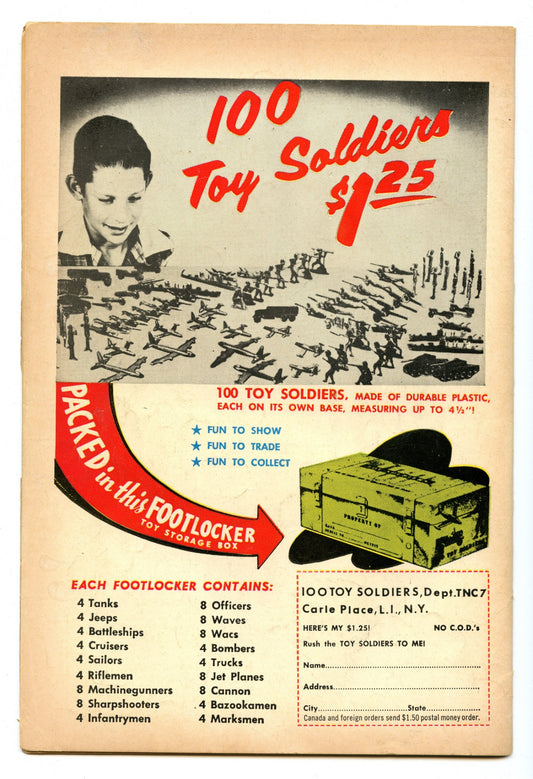 100
Toy Soldiers
$1.25
100 TOY SOLDIERS, MADE OF DURABLE PLASTIC,
EACH ON ITS OWN BASE, MEASURING UP TO 4½"!
★ FUN TO SHOW
★ FUN TO TRADE
★ FUN TO COLLECT
PACKED in this FOOTLOCKER
TOY STORAGE BOX
PROPERTY OF
TOY SOLDIERS
EACH FOOTLOCKER CONTAINS:
4 Tanks
4 Jeeps
4 Battleships
4 Cruisers
4 Sailors
4 Riflemen
8 Machinegunners
8 Sharpshooters
4 Infantrymen
8 Officers
8 Waves
8 Wacs
4 Bombers
4 Trucks
8 Jet Planes
8 Cannon
4 Bazookamen
4 Marksmen
100 TOY SOLDIERS, Dept. TNC7
Carle Place, L.I., N.Y.
HERE'S MY $1.25! NO C.O.D.'s
Rush the TOY SOLDIERS TO ME!
Name
Address
City State
Canada and foreign orders send $1.50 postal money order.